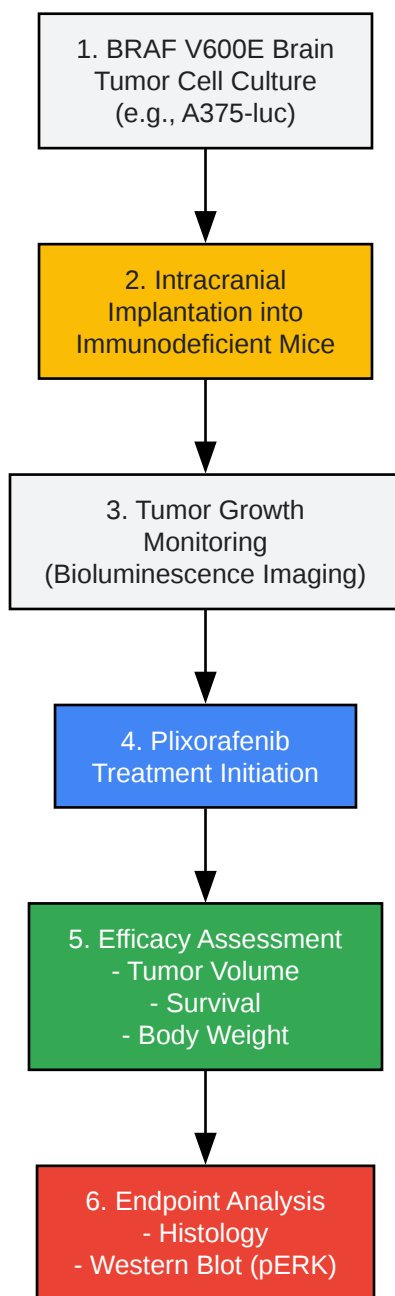 1. BRAF V600E Brain
Tumor Cell Culture
(e.g., A375-luc)
2. Intracranial
Implantation into
Immunodeficient Mice
3. Tumor Growth
Monitoring
(Bioluminescence Imaging)
4. Plixorafenib
Treatment Initiation
5. Efficacy Assessment
- Tumor Volume
- Survival
- Body Weight
6. Endpoint Analysis
- Histology
- Western Blot (pERK)